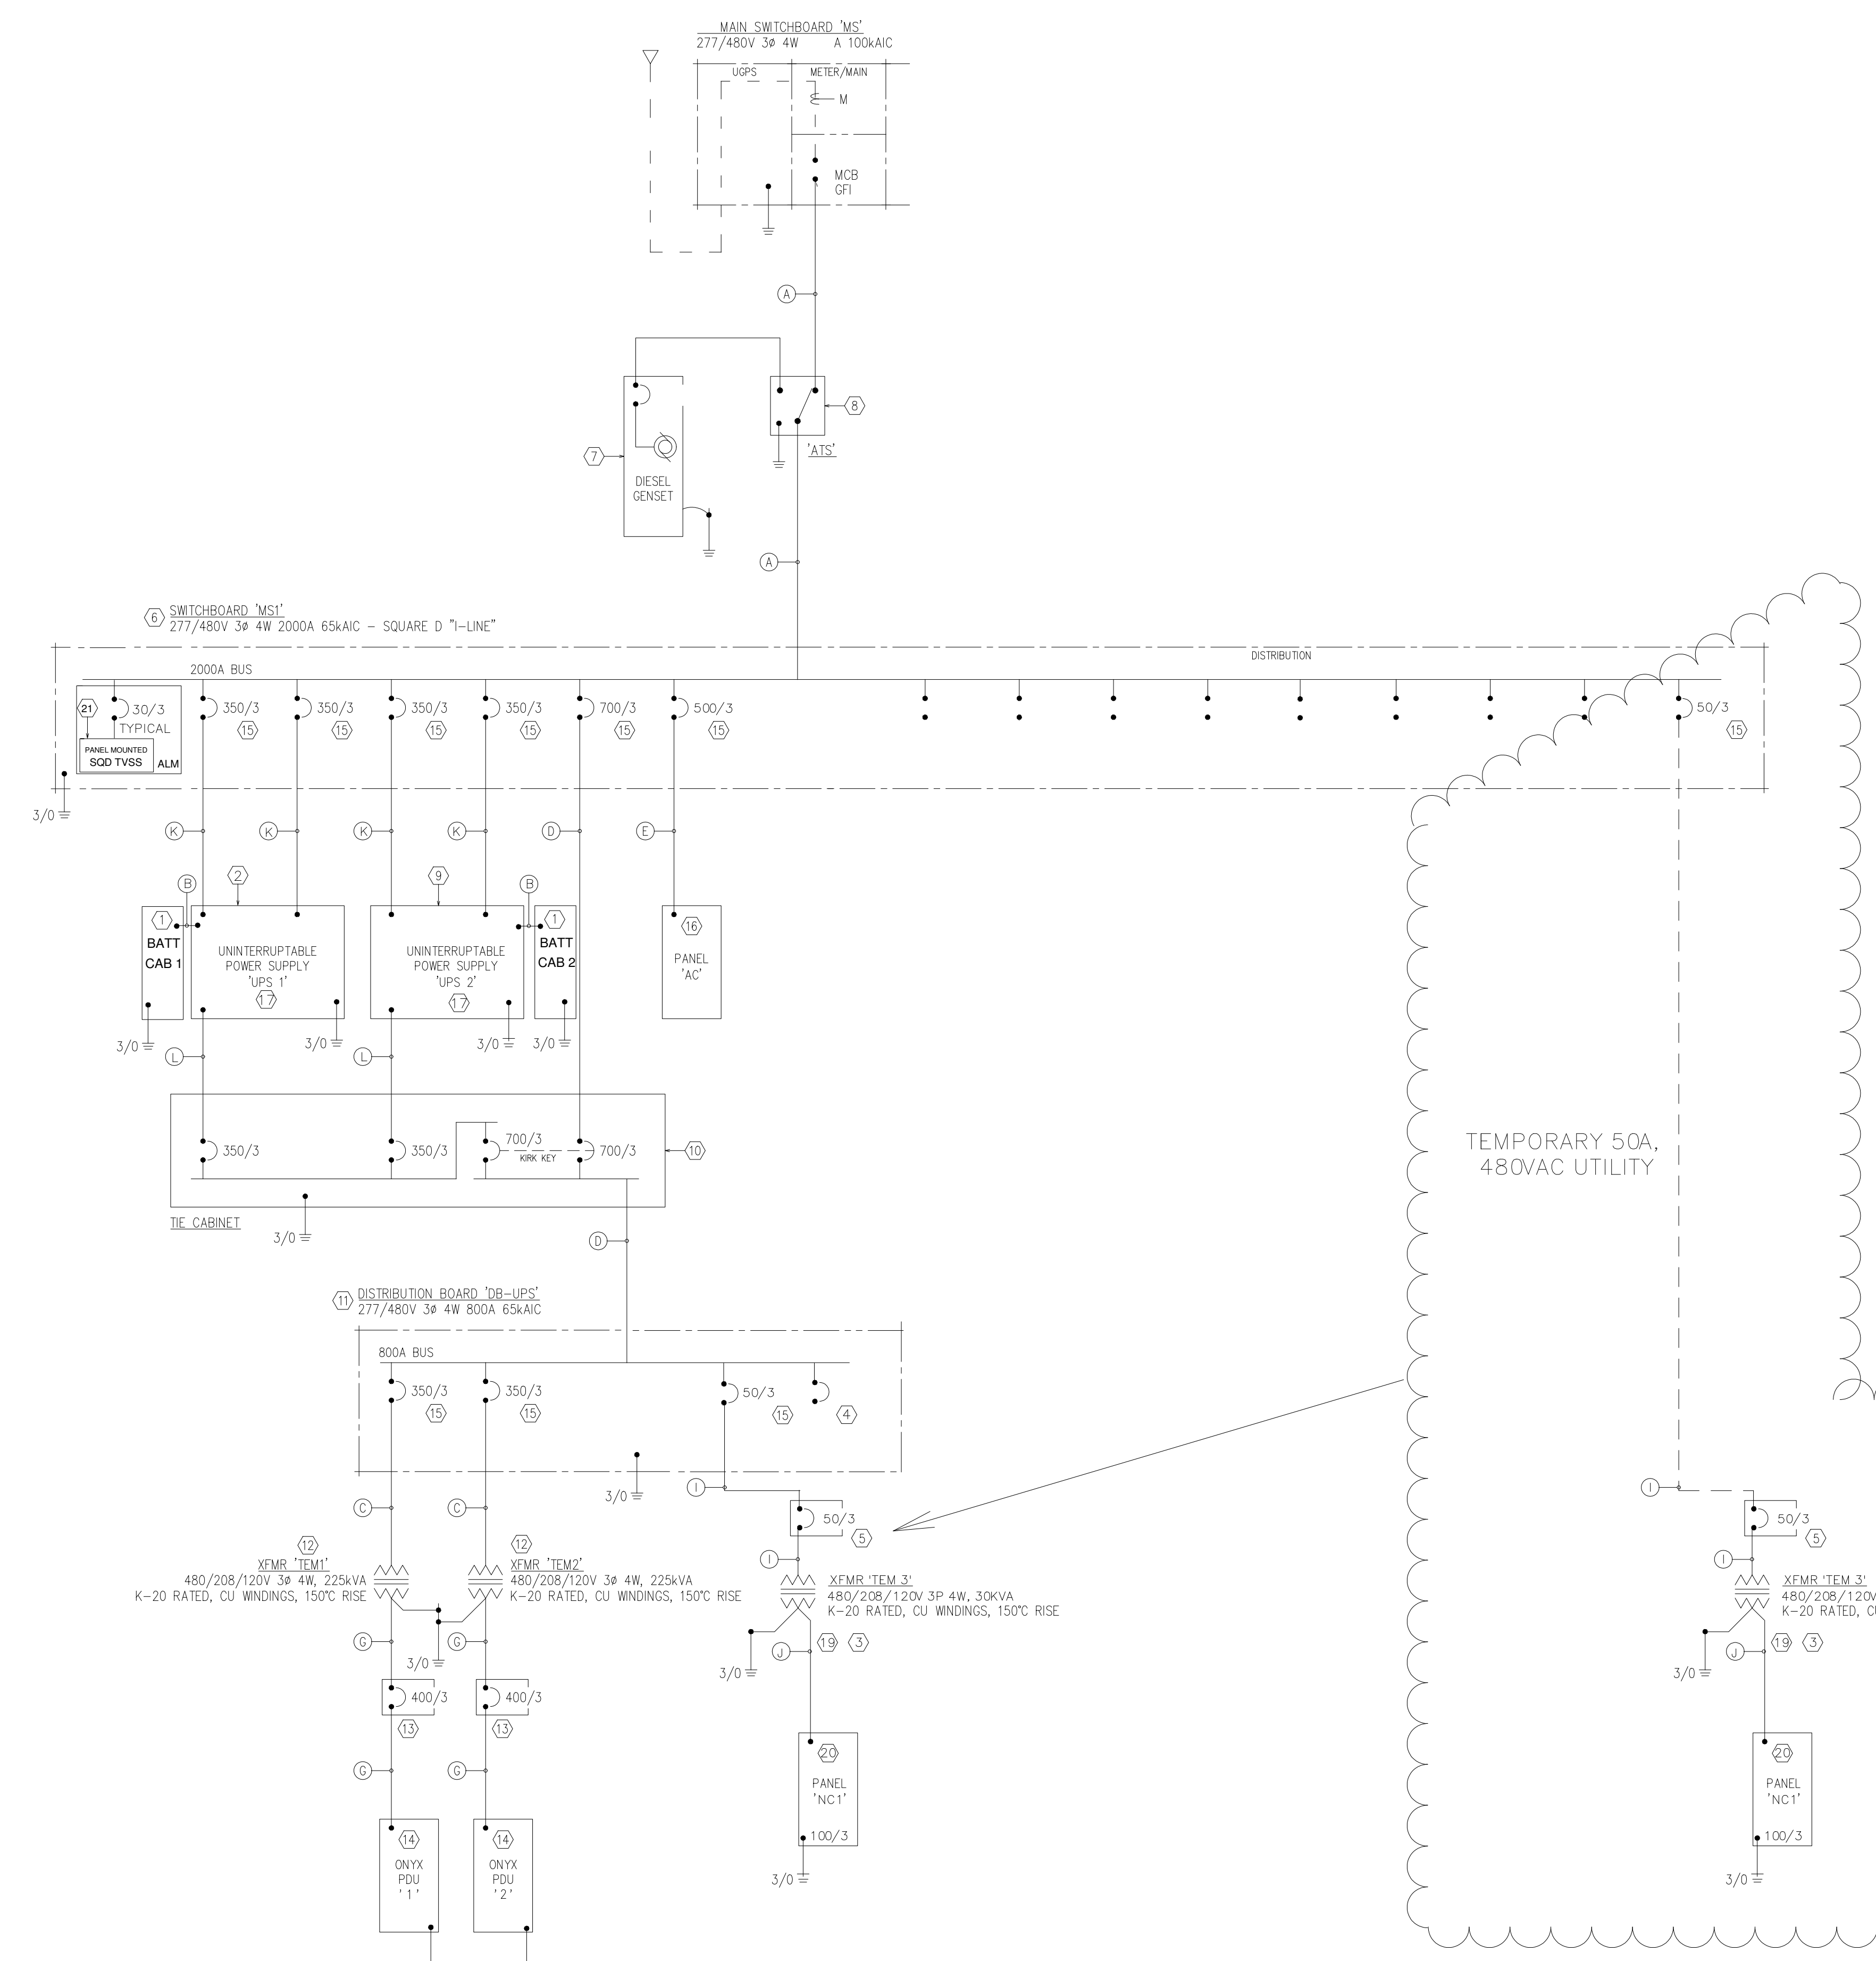 MAIN SWITCHBOARD 'MS'
277/480V 3ø 4W A 100kAIC
UGPS
METER/MAIN
M
MCB
GFI
A
8
'ATS'
7
DIESEL
GENSET
A
6
SWITCHBOARD 'MS1'
277/480V 3ø 4W 2000A 65kAIC – SQUARE D "I–LINE"
DISTRIBUTION
2000A BUS
21
30/3
TYPICAL
PANEL MOUNTED
SQD TVSS
ALM
350/3
15
350/3
15
350/3
15
350/3
15
700/3
15
500/3
15
50/3
15
3/0
K
K
K
K
D
E
B
2
9
B
1
BATT
CAB 1
UNINTERRUPTABLE
POWER SUPPLY
'UPS 1'
17
UNINTERRUPTABLE
POWER SUPPLY
'UPS 2'
17
1
BATT
CAB 2
16
PANEL
'AC'
3/0
3/0
3/0
3/0
L
L
350/3
350/3
700/3
KIRK KEY
700/3
10
TIE CABINET
3/0
D
TEMPORARY 50A,
480VAC UTILITY
11
DISTRIBUTION BOARD 'DB–UPS'
277/480V 3ø 4W 800A 65kAIC
800A BUS
350/3
15
350/3
15
50/3
15
4
3/0
C
C
I
50/3
5
I
12
XFMR 'TEM1'
480/208/120V 3ø 4W, 225kVA
K–20 RATED, CU WINDINGS, 150°C RISE
12
XFMR 'TEM2'
480/208/120V 3ø 4W, 225kVA
K–20 RATED, CU WINDINGS, 150°C RISE
XFMR 'TEM 3'
480/208/120V 3P 4W, 30KVA
K–20 RATED, CU WINDINGS, 150°C RISE
G
G
3/0
J
19
3
3/0
400/3
13
400/3
13
G
G
14
ONYX
PDU
'1'
14
ONYX
PDU
'2'
20
PANEL
'NC1'
100/3
3/0
I
50/3
5
I
XFMR 'TEM 3'
480/208/120V
K–20 RATED,
J
19
3
3/0
20
PANEL
'NC1'
100/3
3/0